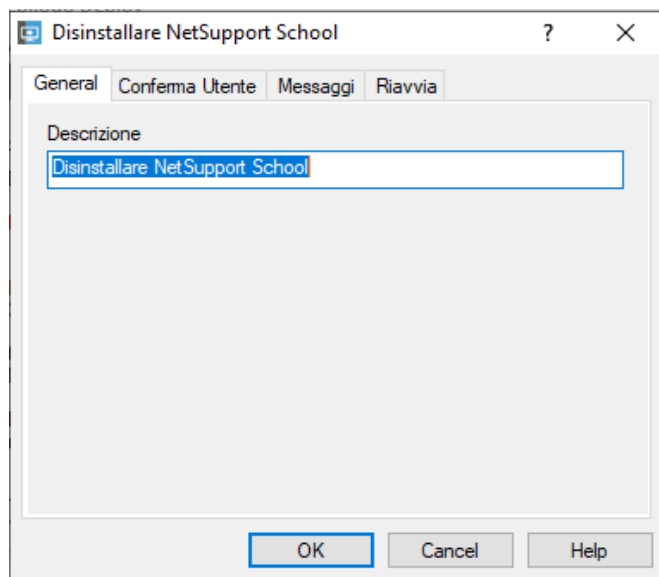 Disinstallare NetSupport School
?
General Conferma Utente Messaggi Riavvia
Descrizione
Disinstallare NetSupport School
OK Cancel Help